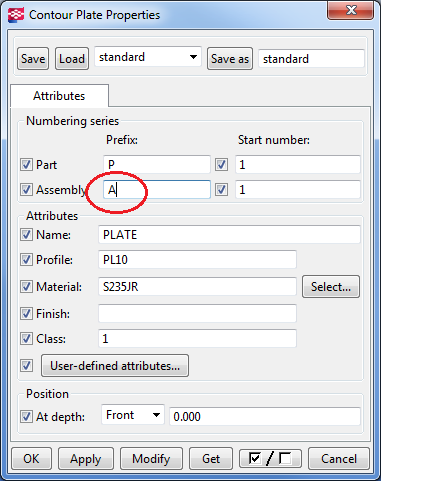 Contour Plate Properties
Save Load standard Save as standard
Attributes
Numbering series
Prefix: Start number:
Part P 1
Assembly A 1
Attributes
Name: PLATE
Profile: PL10
Material: S235JR Select...
Finish:
Class: 1
User-defined attributes...
Position
At depth: Front 0.000
OK Apply Modify Get / Cancel